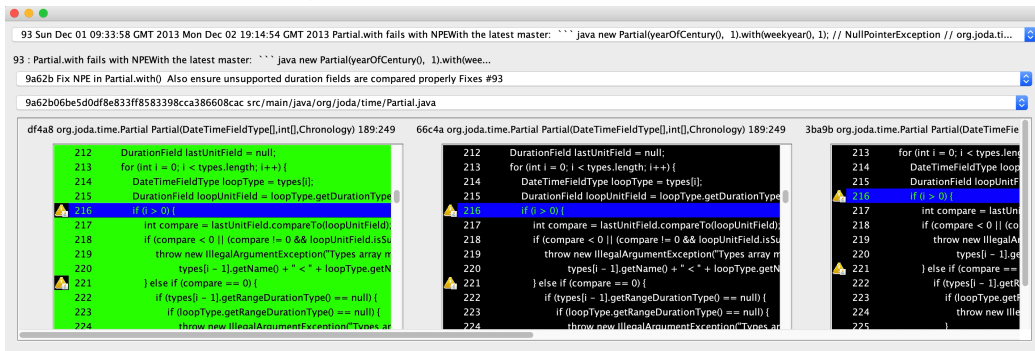 93 Sun Dec 01 09:33:58 GMT 2013 Mon Dec 02 19:14:54 GMT 2013 Partial.with fails with NPEWith the latest master: ``` java new Partial(yearOfCentury(), 1).with(weekyear(), 1); // NullPointerException // org.joda.ti...
93 : Partial.with fails with NPEWith the latest master: ``` java new Partial(yearOfCentury(), 1).with(wee...
9a62b Fix NPE in Partial.with() Also ensure unsupported duration fields are compared properly Fixes #93
9a62b06be5d0df8e833ff8583398cca386608cac src/main/java/org/joda/time/Partial.java
df4a8 org.joda.time.Partial Partial(DateTimeFieldType[],int[],Chronology) 189:249
212 DurationField lastUnitField = null;
213 for (int i = 0; i < types.length; i++) {
214 DateTimeFieldType loopType = types[i];
215 DurationField loopUnitField = loopType.getDurationType
216 if (i > 0) {
217 int compare = lastUnitField.compareTo(loopUnitField);
218 if (compare < 0 || (compare != 0 && loopUnitField.isSu
219 throw new IllegalArgumentException("Types array m
220 types[i - 1].getName() + " < " + loopType.getN
221 } else if (compare == 0) {
222 if (types[i - 1].getRangeDurationType() == null) {
223 if (loopType.getRangeDurationType() == null) {
224 throw new IllegalArgumentException("Types ar
66c4a org.joda.time.Partial Partial(DateTimeFieldType[],int[],Chronology) 189:249
212 DurationField lastUnitField = null;
213 for (int i = 0; i < types.length; i++) {
214 DateTimeFieldType loopType = types[i];
215 DurationField loopUnitField = loopType.getDurationType
216 if (i > 0) {
217 int compare = lastUnitField.compareTo(loopUnitField);
218 if (compare < 0 || (compare != 0 && loopUnitField.isSu
219 throw new IllegalArgumentException("Types array m
220 types[i - 1].getName() + " < " + loopType.getN
221 } else if (compare == 0) {
222 if (types[i - 1].getRangeDurationType() == null) {
223 if (loopType.getRangeDurationType() == null) {
224 throw new IllegalArgumentException("Types ar
3ba9b org.joda.time.Partial Partial(DateTimeFie
213 for (int i = 0; i < types.leng
214 DateTimeFieldType loop
215 DurationField loopUnitF
216 if (i > 0) {
217 int compare = lastUni
218 if (compare < 0 || (co
219 throw new IllegalAr
220 types[i - 1].ge
221 } else if (compare ==
222 if (types[i - 1].getR
223 if (loopType.getR
224 throw new Ille
225 }